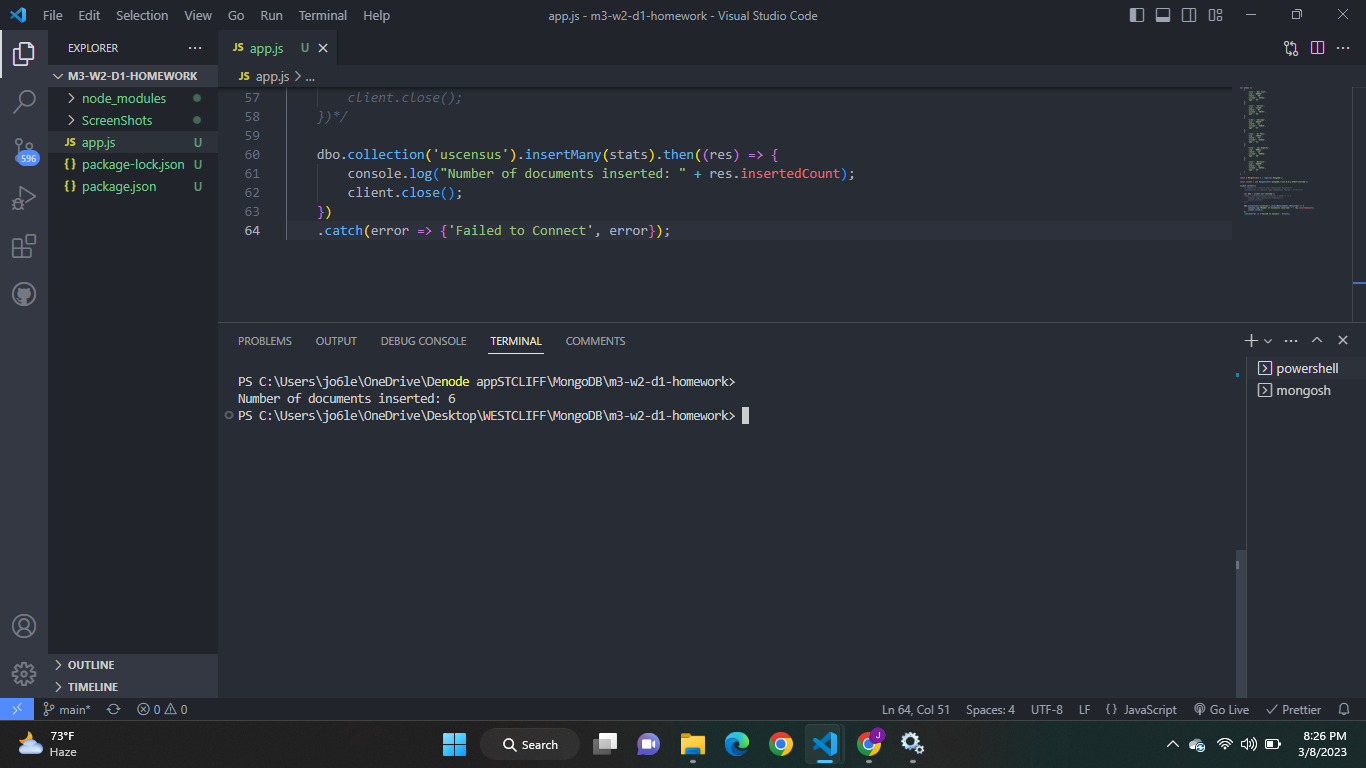 File Edit Selection View Go Run Terminal Help
app.js - m3-w2-d1-homework - Visual Studio Code
EXPLORER
M3-W2-D1-HOMEWORK
node_modules
ScreenShots
JS app.js U
{} package-lock.json U
{} package.json U
596
OUTLINE
TIMELINE
JS app.js U
JS app.js > ...
57 client.close();
58 })*/
59
60 dbo.collection('uscensus').insertMany(stats).then((res) => {
61 console.log("Number of documents inserted: " + res.insertedCount);
62 client.close();
63 })
64 .catch(error => {'Failed to Connect', error});
PROBLEMS OUTPUT DEBUG CONSOLE TERMINAL COMMENTS
PS C:\Users\jo6le\OneDrive\Denode appSTCLIFF\MongoDB\m3-w2-d1-homework>
Number of documents inserted: 6
PS C:\Users\jo6le\OneDrive\Desktop\WESTCLIFF\MongoDB\m3-w2-d1-homework>
powershell
mongosh
main* 0 0 Ln 64, Col 51 Spaces: 4 UTF-8 LF {} JavaScript Go Live Prettier
73°F
Haze
Search
J
8:26 PM
3/8/2023